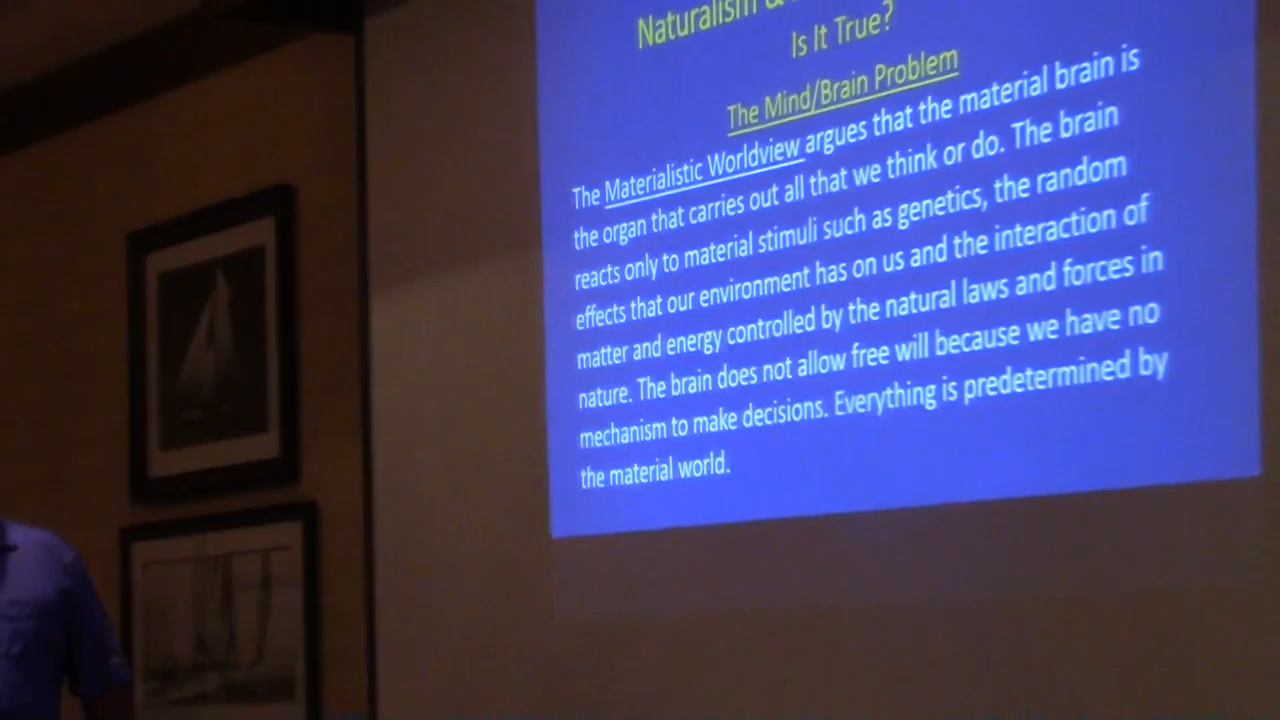 Naturalism &
Is It True?
The Mind/Brain Problem
The Materialistic Worldview argues that the material brain is
the organ that carries out all that we think or do. The brain
reacts only to material stimuli such as genetics, the random
effects that our environment has on us and the interaction of
matter and energy controlled by the natural laws and forces in
nature. The brain does not allow free will because we have no
mechanism to make decisions. Everything is predetermined by
the material world.